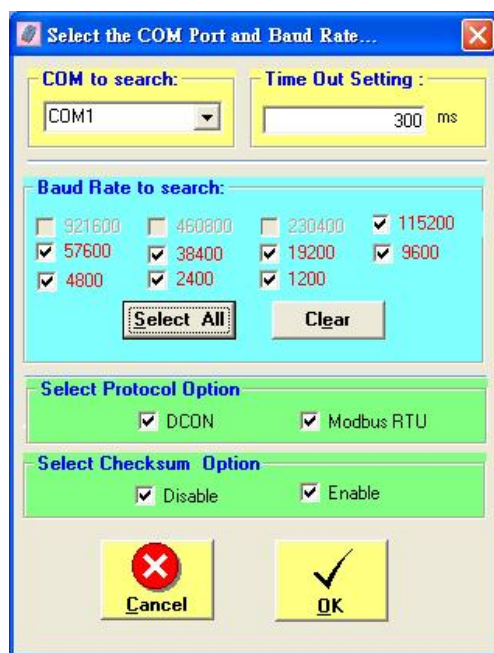 Select the COM Port and Baud Rate...
COM to search:
Time Out Setting :
COM1
300 ms
Baud Rate to search:
921600 460800 230400 115200
57600 38400 19200 9600
4800 2400 1200
Select All Clear
Select Protocol Option
DCON Modbus RTU
Select Checksum Option
Disable Enable
Cancel OK